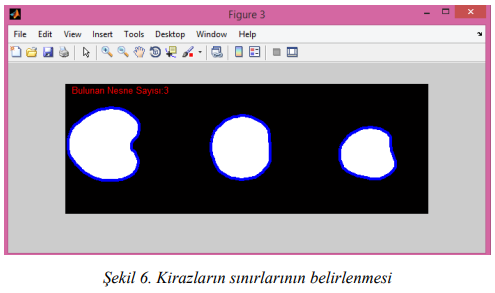 Figure 3
File Edit View Insert Tools Desktop Window Help
Bulunan Nesne Sayısı:3
Şekil 6. Kirazların sınırlarının belirlenmesi